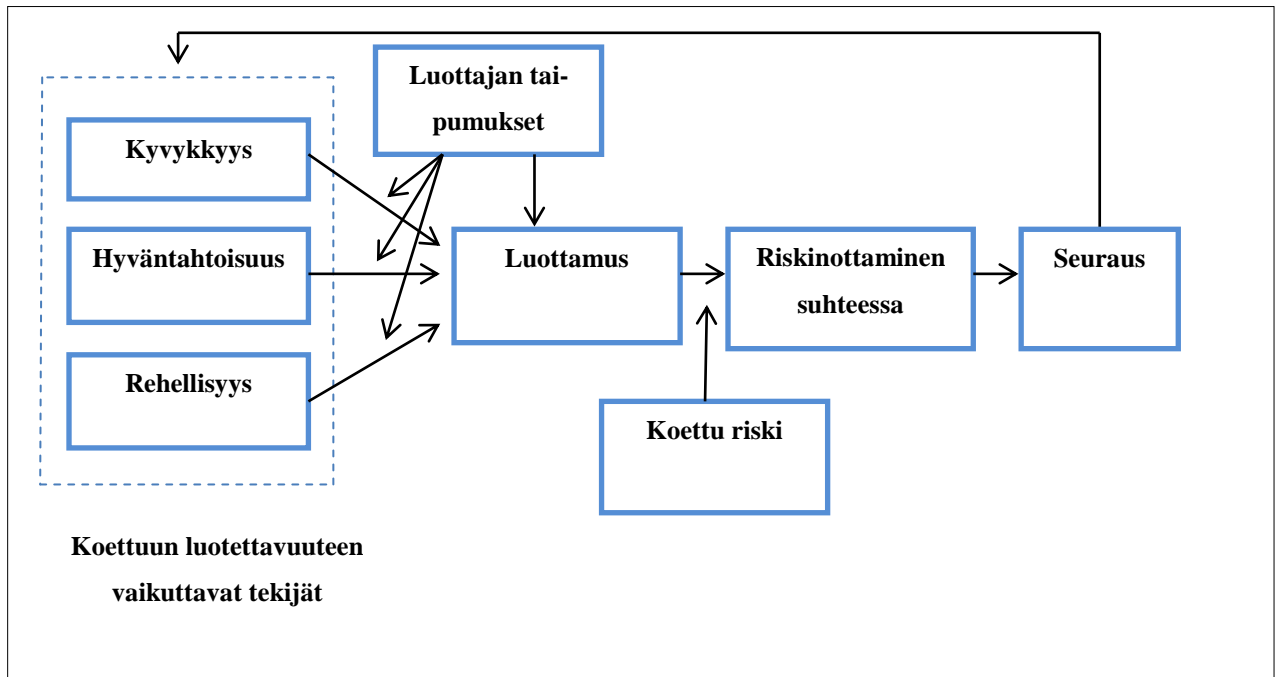 Luottajan tai-
pumukset
Kyvykkyys
Hyväntahtoisuus
Rehellisyys
Luottamus
Riskinottaminen
suhteessa
Seuraus
Koettu riski
Koettuun luotettavuuteen
vaikuttavat tekijät